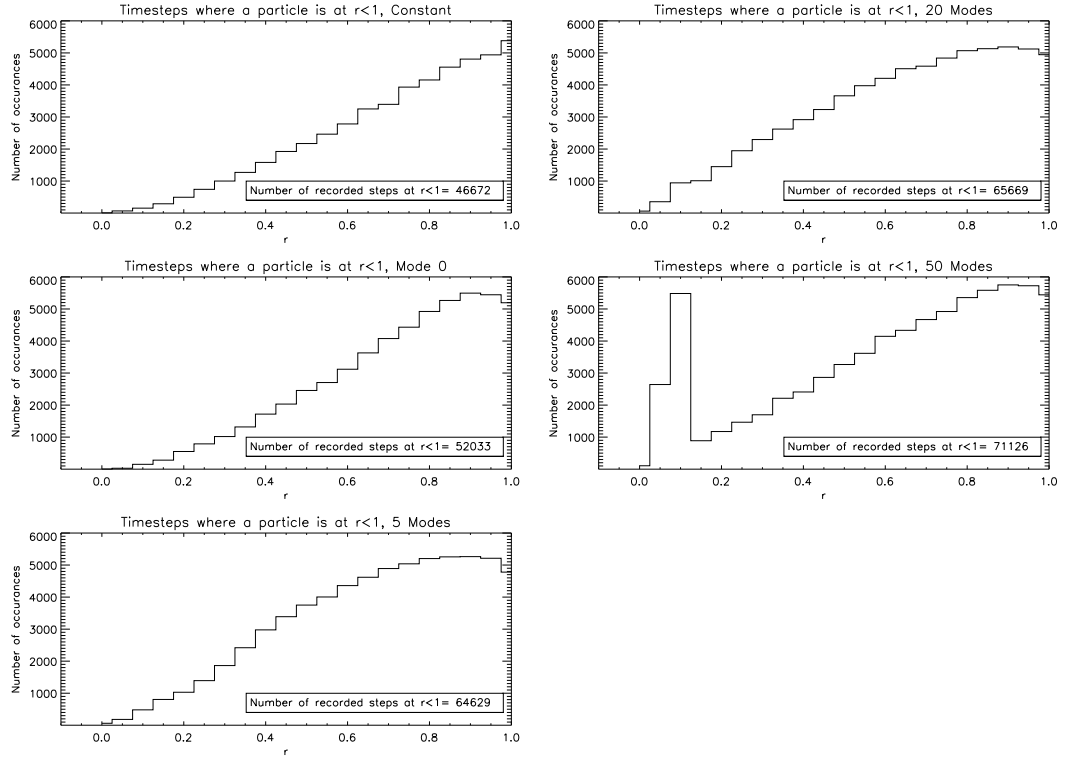 Timesteps where a particle is at r<1, Constant
Number of occurances
6000
5000
4000
3000
2000
1000
Number of recorded steps at r<1= 46672
0.0 0.2 0.4 0.6 0.8 1.0
r
Timesteps where a particle is at r<1, 20 Modes
Number of occurances
6000
5000
4000
3000
2000
1000
Number of recorded steps at r<1= 65669
0.0 0.2 0.4 0.6 0.8 1.0
r
Timesteps where a particle is at r<1, Mode 0
Number of occurances
6000
5000
4000
3000
2000
1000
Number of recorded steps at r<1= 52033
0.0 0.2 0.4 0.6 0.8 1.0
r
Timesteps where a particle is at r<1, 50 Modes
Number of occurances
6000
5000
4000
3000
2000
1000
Number of recorded steps at r<1= 71126
0.0 0.2 0.4 0.6 0.8 1.0
r
Timesteps where a particle is at r<1, 5 Modes
Number of occurances
6000
5000
4000
3000
2000
1000
Number of recorded steps at r<1= 64629
0.0 0.2 0.4 0.6 0.8 1.0
r